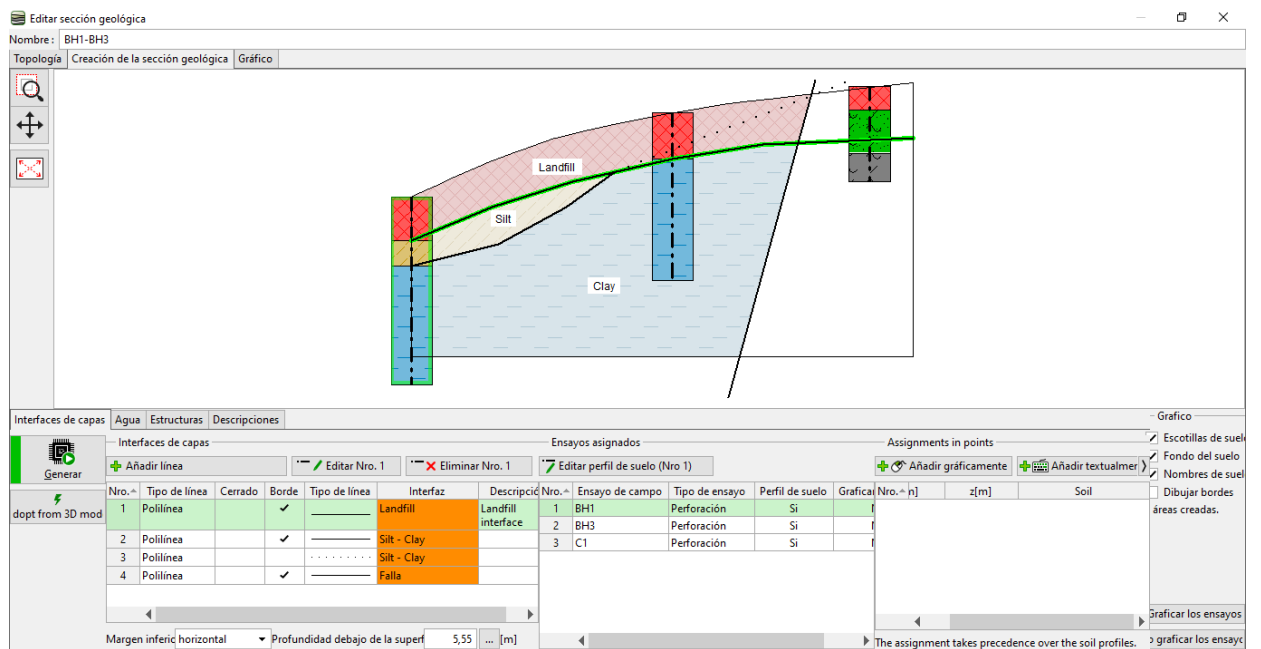 Editar sección geológica
Nombre : BH1-BH3
Topología Creación de la sección geológica Gráfico
Landfill
Silt
Clay
Interfaces de capas Agua Estructuras Descripciones
Grafico
Generar
dopt from 3D mod
Interfaces de capas
Añadir línea Editar Nro. 1 Eliminar Nro. 1
Nro. Tipo de línea Cerrado Borde Tipo de línea Interfaz Descripció
1 Polilínea Landfill Landfill interface
2 Polilínea Silt - Clay
3 Polilínea Silt - Clay
4 Polilínea Falla
Margen inferic horizontal Profundidad debajo de la superf 5,55 ... [m]
Ensayos asignados
Editar perfil de suelo (Nro 1)
Nro. Ensayo de campo Tipo de ensayo Perfil de suelo Graficar
1 BH1 Perforación Si
2 BH3 Perforación Si
3 C1 Perforación Si
Assignments in points
Añadir gráficamente Añadir textualmer
Nro. n] z[m] Soil
The assignment takes precedence over the soil profiles.
Escotillas de suel
Fondo del suelo
Nombres de suel
Dibujar bordes
áreas creadas.
Graficar los ensayos
o graficar los ensayo